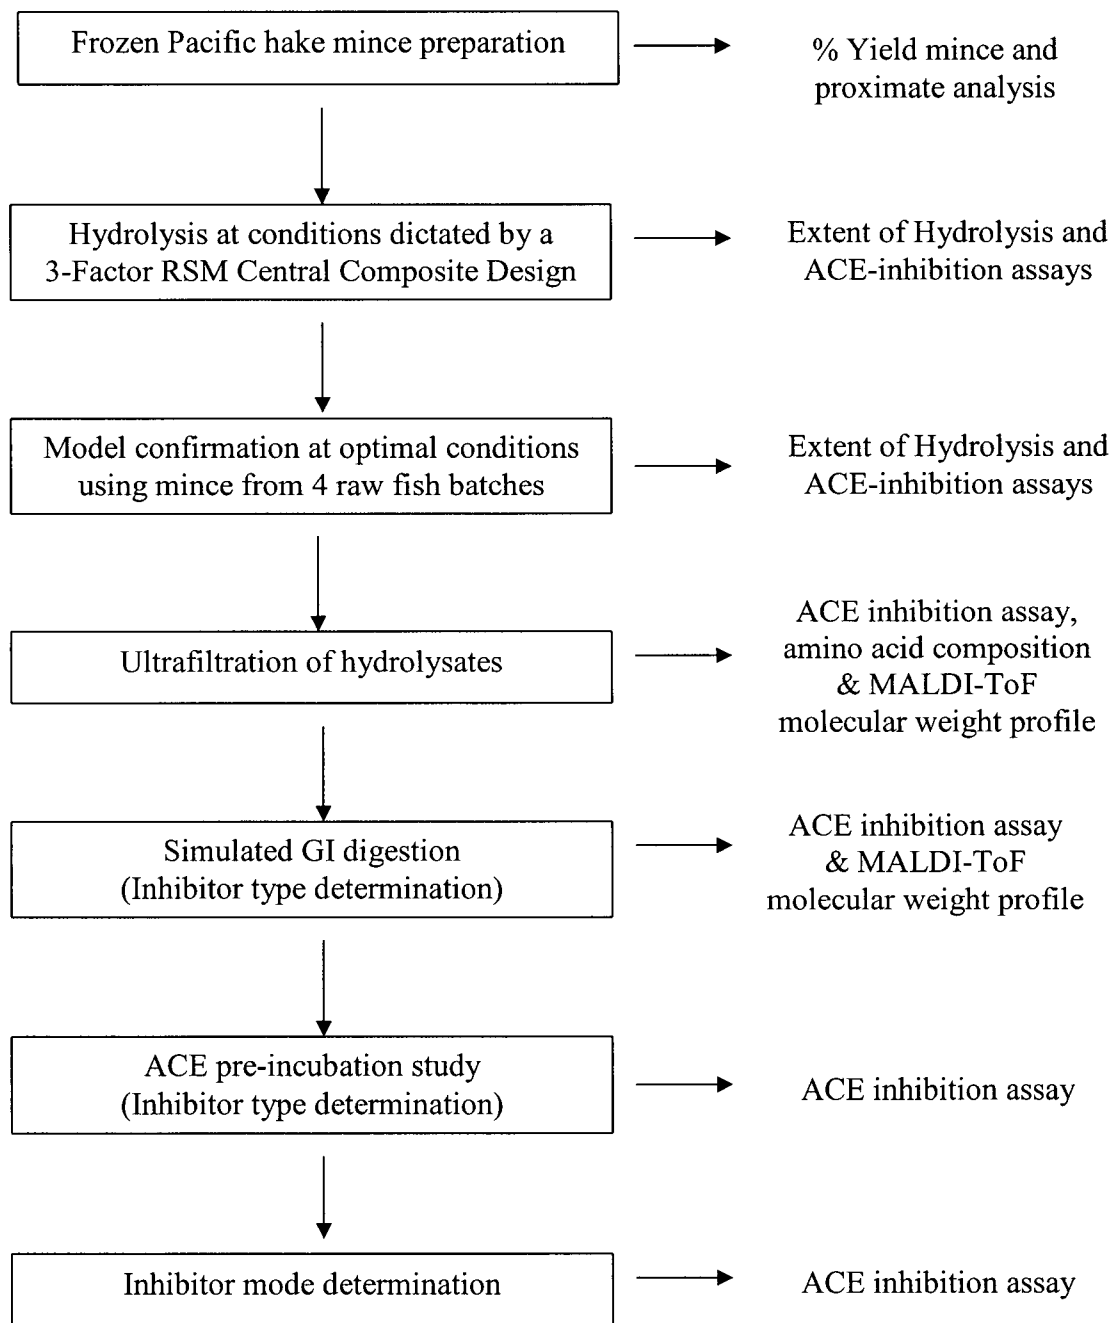 Frozen Pacific hake mince preparation
% Yield mince and
proximate analysis
Hydrolysis at conditions dictated by a
3-Factor RSM Central Composite Design
Extent of Hydrolysis and
ACE-inhibition assays
Model confirmation at optimal conditions
using mince from 4 raw fish batches
Extent of Hydrolysis and
ACE-inhibition assays
Ultrafiltration of hydrolysates
ACE inhibition assay,
amino acid composition
& MALDI-ToF
molecular weight profile
Simulated GI digestion
(Inhibitor type determination)
ACE inhibition assay
& MALDI-ToF
molecular weight profile
ACE pre-incubation study
(Inhibitor type determination)
ACE inhibition assay
Inhibitor mode determination
ACE inhibition assay